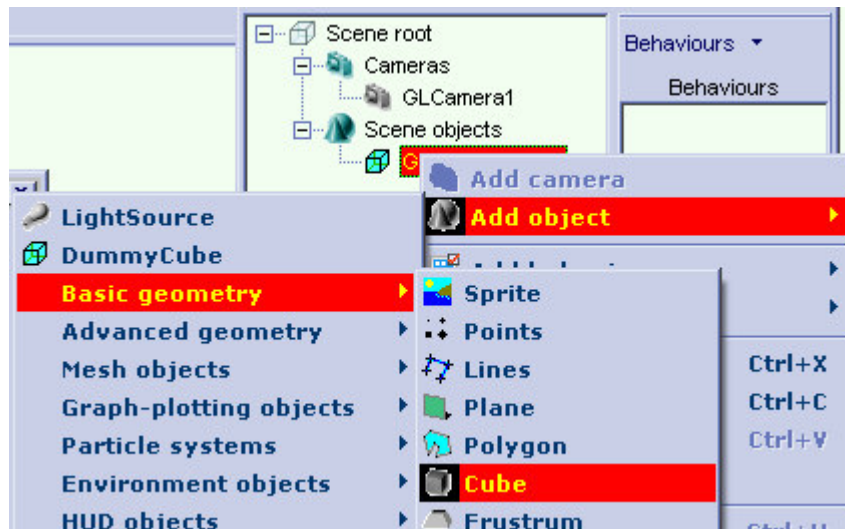 Scene root
Cameras
GLCamera1
Scene objects
G
Behaviours
Behaviours
Add camera
Add object
LightSource
DummyCube
Basic geometry
Advanced geometry
Mesh objects
Graph-plotting objects
Particle systems
Environment objects
HUD objects
Sprite
Points
Lines
Plane
Polygon
Cube
Frustrum
Ctrl+X
Ctrl+C
Ctrl+V